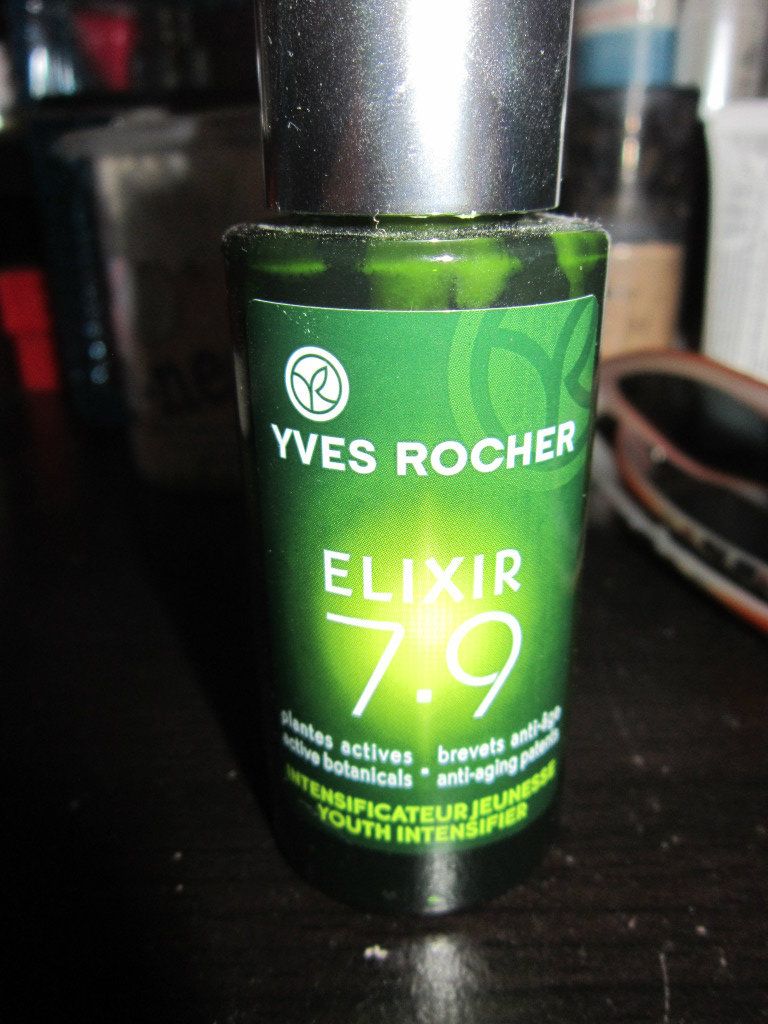 YVES ROCHER
ELIXIR
7.9
plantes actives brevets anti-âge
active botanicals • anti-aging patents
INTENSIFICATEUR JEUNESSE
YOUTH INTENSIFIER